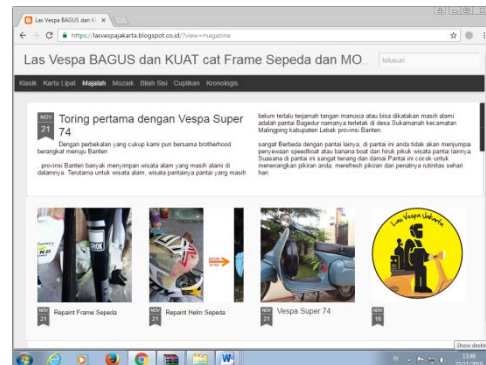 Las Vespa BAGUS dan K
https://lasvespajakarta.blogspot.co.id/?view=magazine
Las Vespa BAGUS dan KUAT cat Frame Sepeda dan MO...
telusuri
Klasik Kartu Lipat Majalah Mozaik Bilah Sisi Cuplikan Kronologis
NOV
21
Toring pertama dengan Vespa Super
74
Dengan perbekalan yang cukup kami pun bersama brotherhood
berangkat menuju Banten
. provinsi Banten banyak menyimpan wisata alam yang masih alami di
dalamnya. Terutama untuk wisata alam, wisata pantainya pantai yang masih
belum terlalu terjamah tangan manusia atau bisa dikatakan masih alami
adalah pantai Bagedur namanya terletak di desa Sukamanah kecamatan
Malingping kabupaten Lebak provinsi Banten.
sangat Berbeda dengan pantai lainya, di pantai ini anda tidak akan menjumpai
penyewaan speedboat atau banana boat dan hiruk pikuk wisata pantai lainnya.
Suasana di pantai ini sangat tenang dan damai.Pantai ini cocok untuk
menenangkan pikiran anda, merefresh pikiran dari penatnya rutinitas sehari
hari.
Las Vespa Jakarta
NOV
21
Repaint Frame Sepeda
NOV
21
Repaint Helm Sepeda
NOV
21
Vespa Super 74
NOV
Show deskt
IN
13:46